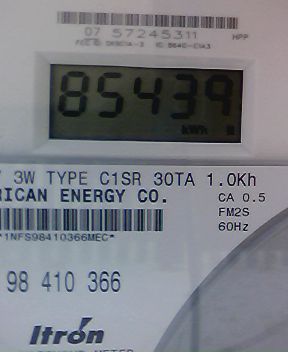 07 57245311 HPP
85439
kWh
3W TYPE C1SR 30TA 1.0Kh
RICAN ENERGY CO.
CA 0.5
FM2S
60Hz
*1NFS98410366MEC*
98 410 366
Itron